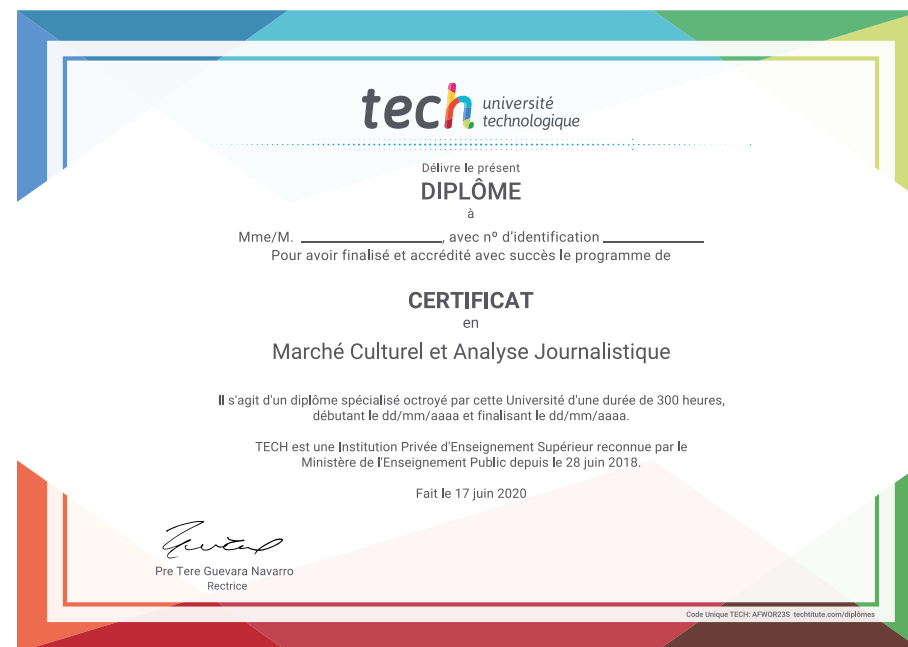 tech université
technologique
Délivre le présent
DIPLÔME
à
Mme/M. ____________________, avec nº d'identification ______________
Pour avoir finalisé et accrédité avec succès le programme de
CERTIFICAT
en
Marché Culturel et Analyse Journalistique
Il s'agit d'un diplôme spécialisé octroyé par cette Université d'une durée de 300 heures,
débutant le dd/mm/aaaa et finalisant le dd/mm/aaaa.
TECH est une Institution Privée d'Enseignement Supérieur reconnue par le
Ministère de l'Enseignement Public depuis le 28 juin 2018.
Fait le 17 juin 2020
Pre Tere Guevara Navarro
Rectrice
Code Unique TECH: AFWOR23S techtitute.com/diplômes